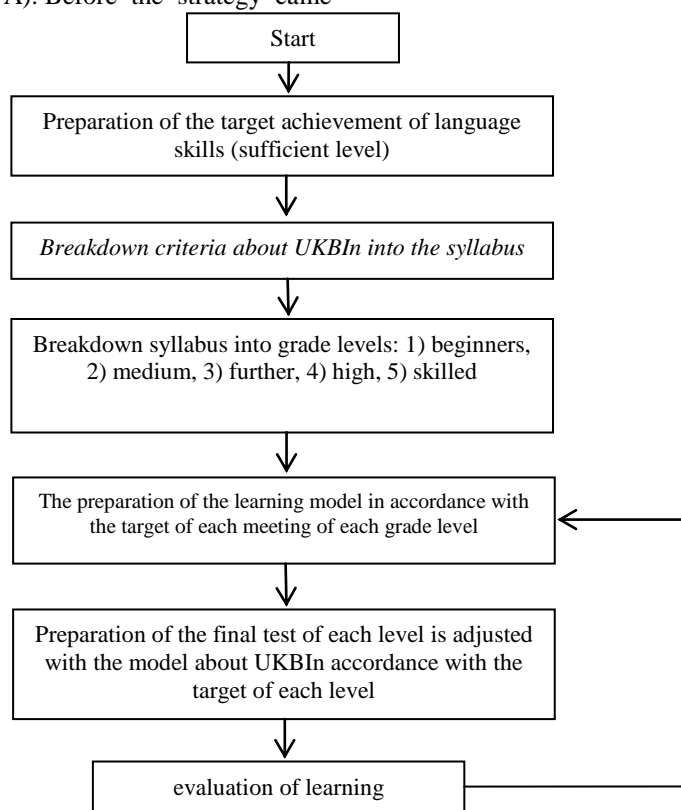 A). Before the strategy came
Start
Preparation of the target achievement of language
skills (sufficient level)
Breakdown criteria about UKBIn into the syllabus
Breakdown syllabus into grade levels: 1) beginners,
2) medium, 3) further, 4) high, 5) skilled
The preparation of the learning model in accordance with
the target of each meeting of each grade level
Preparation of the final test of each level is adjusted
with the model about UKBIn accordance with the
target of each level
evaluation of learning